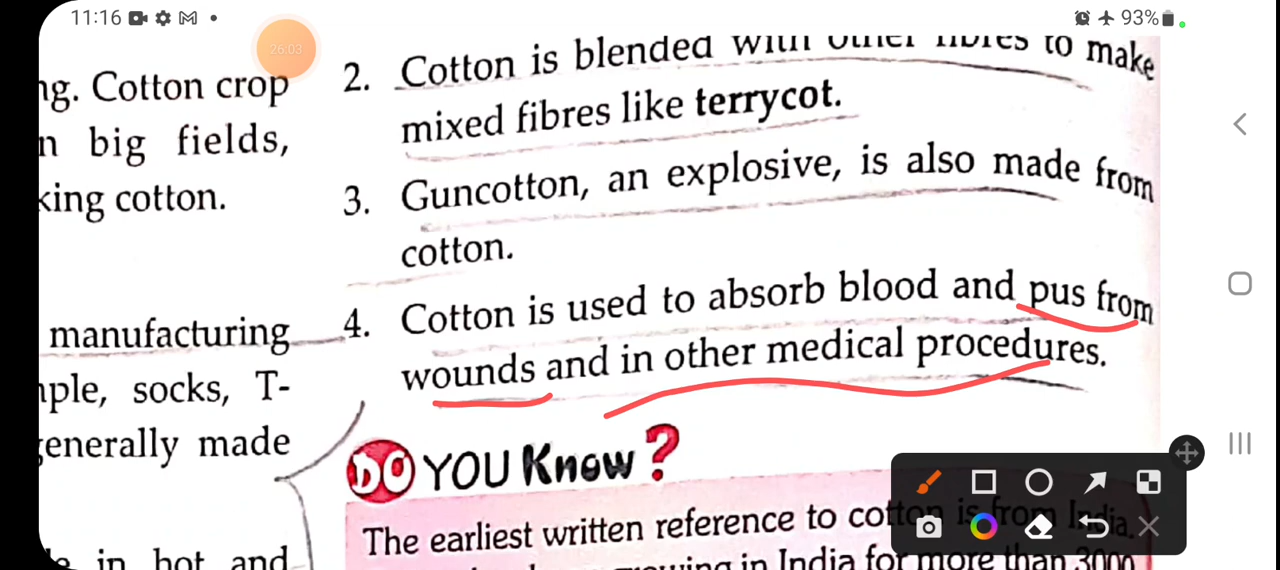 11:16
93%
26:03
ng. Cotton crop
n big fields,
king cotton.
manufacturing
ple, socks, T-
generally made
in hot and
2. Cotton is blended with other fibres to make
mixed fibres like terrycot.
3. Guncotton, an explosive, is also made from
cotton.
4. Cotton is used to absorb blood and pus from
wounds and in other medical procedures.
DO YOU Know?
The earliest written reference to cotton is from India.
in India for more than 3000